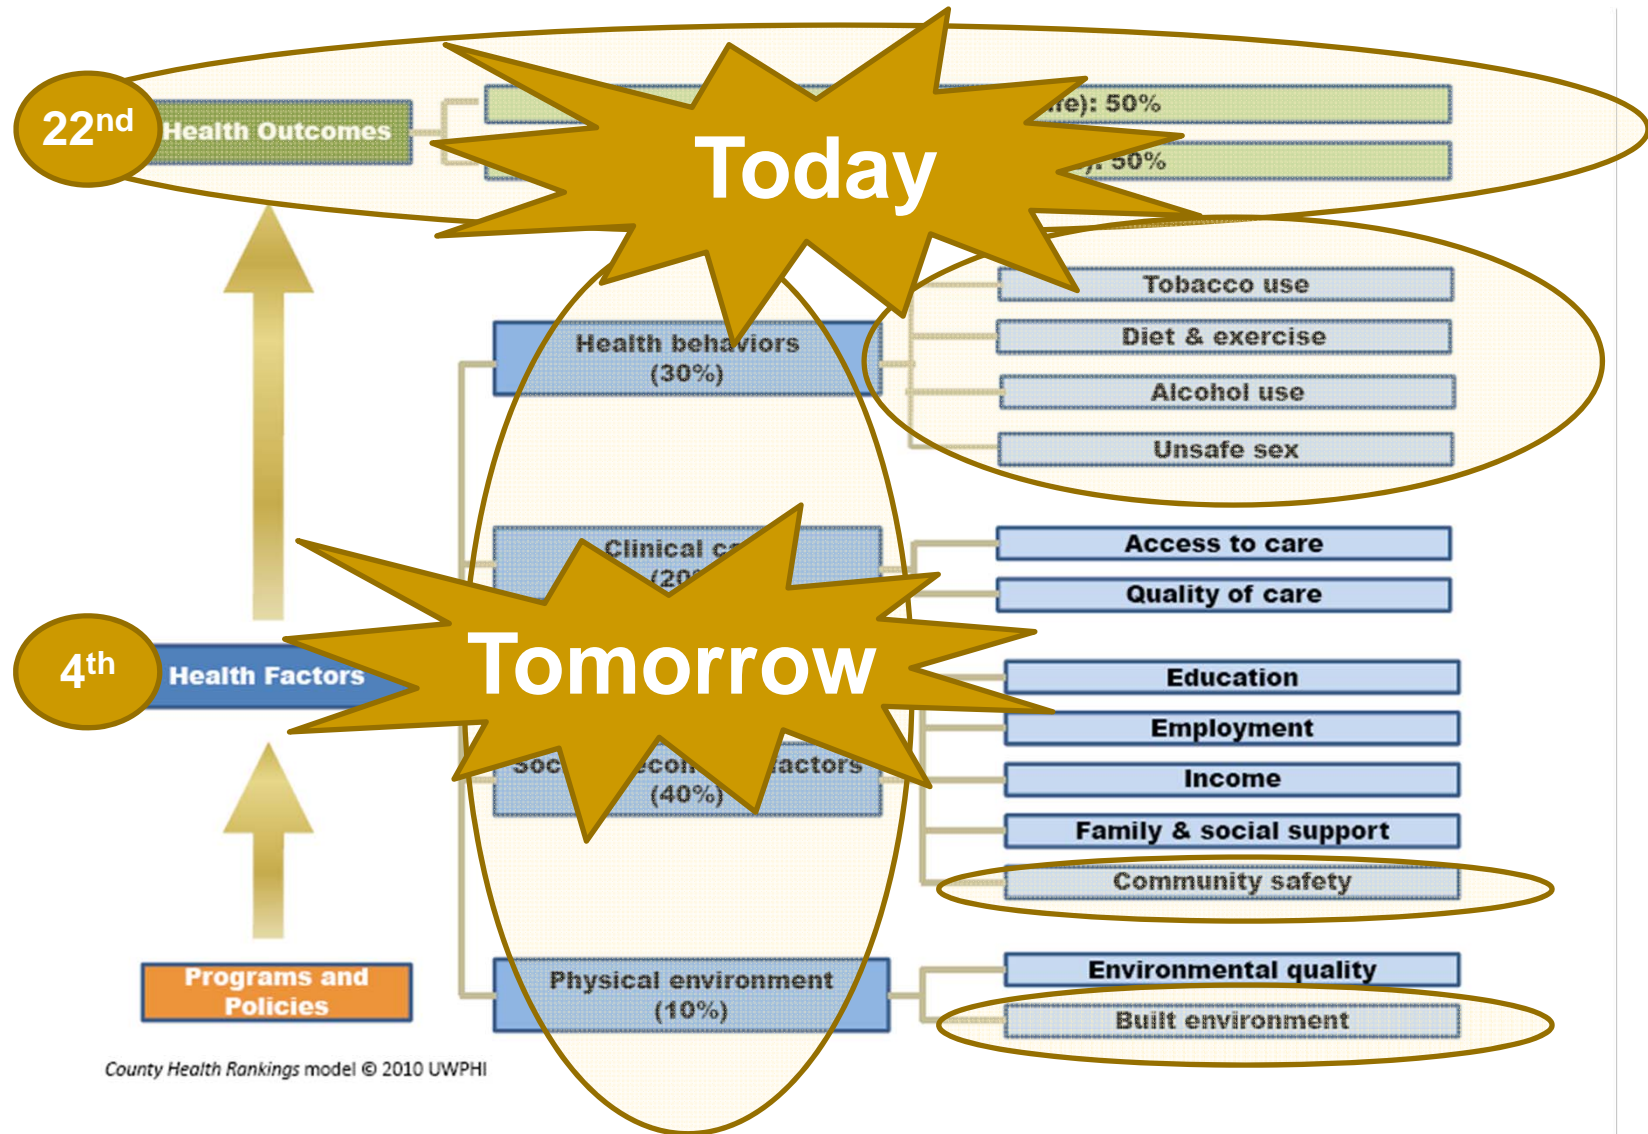 22nd
Health Outcomes
50%
Today
50%
Tobacco use
Health behaviors
(30%)
Diet & exercise
Alcohol use
Unsafe sex
Clinical
Access to care
Quality of care
4th
Health Factors
Tomorrow
Education
Employment
factors
(40%)
Income
Family & social support
Community safety
Programs and
Policies
Physical environment
(10%)
Environmental quality
Built environment
County Health Rankings model © 2010 UWPHI